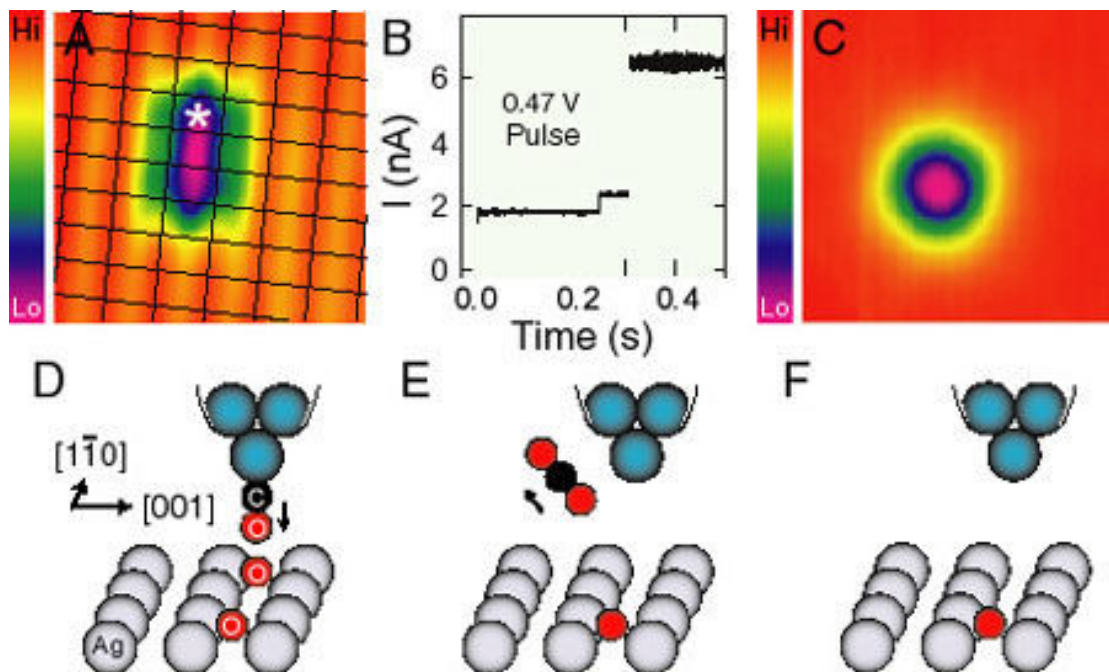 Hi
A
*
Lo
B
I (nA)
6
4
2
0
0.47 V
Pulse
0.0
0.2
0.4
Time (s)
Hi
C
Lo
D
[11̅0]
[001]
C
O
O
O
Ag
E
F